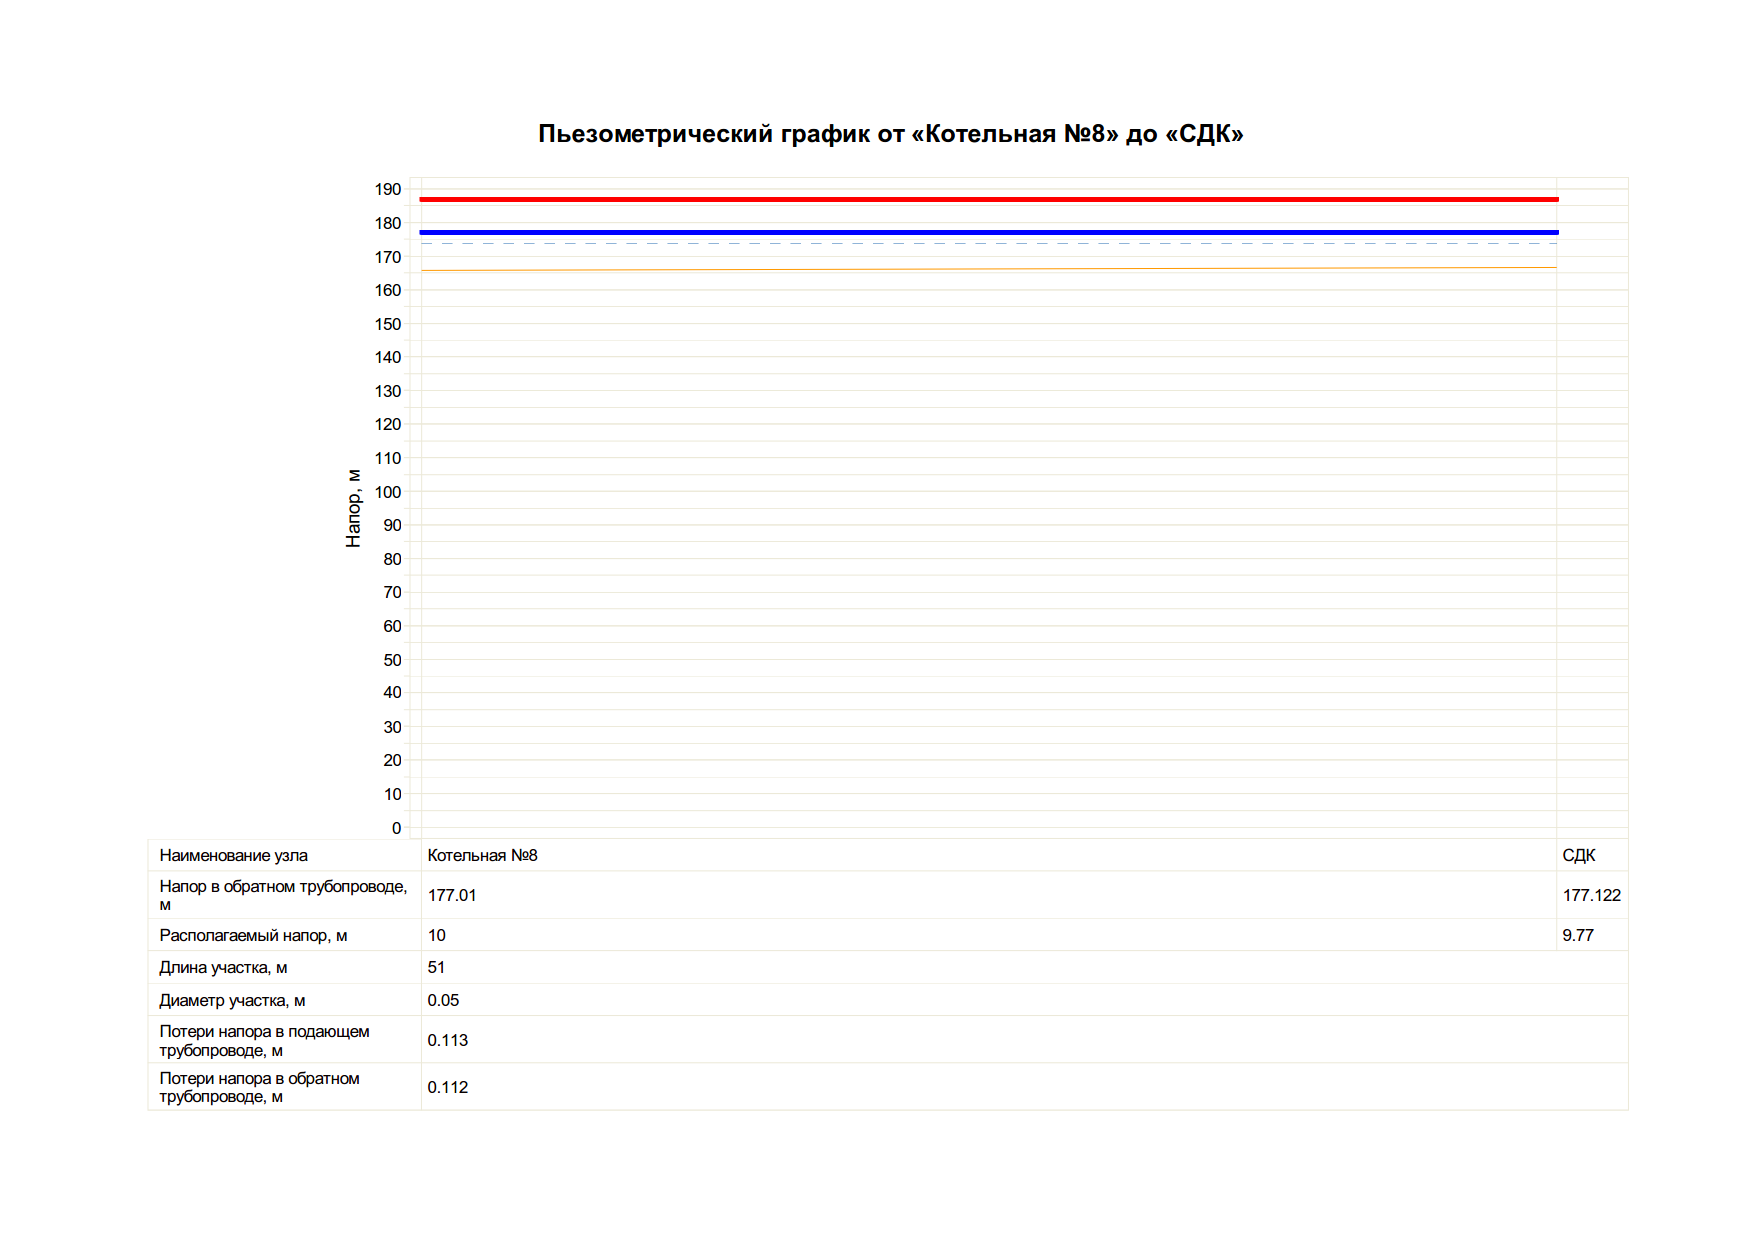 Пьезометрический график от «Котельная №8» до «СДК»
190
180
170
160
150
140
130
120
110
100
90
80
70
60
50
40
30
20
10
0
Напор, м
Наименование узла Котельная №8 СДК
Напор в обратном трубопроводе,
м 177.01 177.122
Располагаемый напор, м 10 9.77
Длина участка, м 51
Диаметр участка, м 0.05
Потери напора в подающем
трубопроводе, м 0.113
Потери напора в обратном
трубопроводе, м 0.112